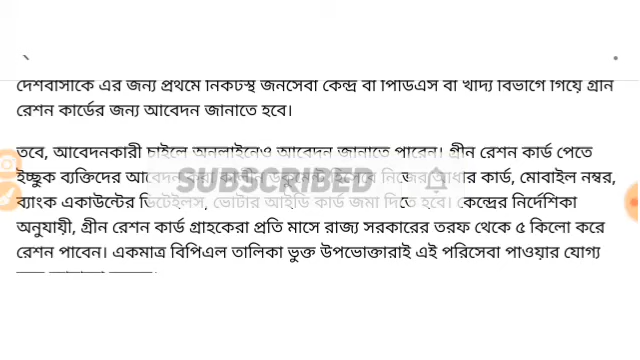 দেশবাসীকে এর জন্য প্রথমে নিকটস্থ জনসেবা কেন্দ্র বা পিডিএস বা খাদ্য বিভাগে গিয়ে গ্রীন
রেশন কার্ডের জন্য আবেদন জানাতে হবে।
তবে, আবেদনকারী চাইলে অনলাইনেও আবেদন জানাতে পারেন। গ্রীন রেশন কার্ড পেতে
ইচ্ছুক ব্যক্তিদের আবেদন করা কালীন ডকুমেন্ট হিসেবে নিজের আধার কার্ড, মোবাইল নম্বর,
SUBSCRIBED
ব্যাংক একাউন্টের ডিটেইলস, ভোটার আইডি কার্ড জমা দিতে হবে। কেন্দ্রের নির্দেশিকা
অনুযায়ী, গ্রীন রেশন কার্ড গ্রাহকেরা প্রতি মাসে রাজ্য সরকারের তরফ থেকে ৫ কিলো করে
রেশন পাবেন। একমাত্র বিপিএল তালিকা ভুক্ত উপভোক্তারাই এই পরিসেবা পাওয়ার যোগ্য